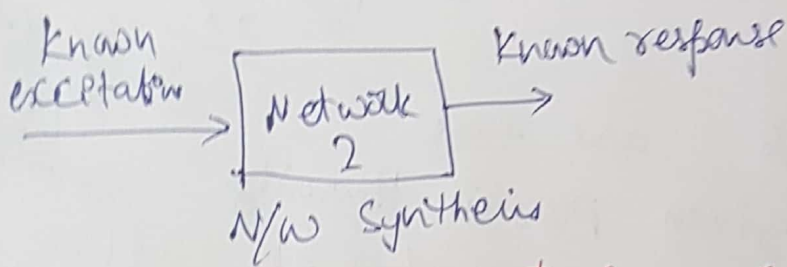 Known
excitation
Known response
Network
2
N/W Synthesis